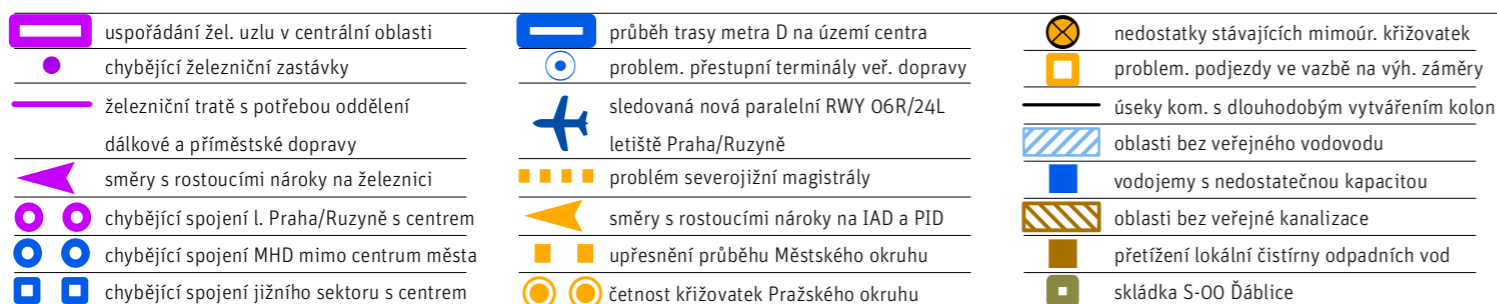 uspořádání žel. uzlu v centrální oblasti
chybějící železniční zastávky
železniční tratě s potřebou oddělení
dálkové a příměstské dopravy
směry s rostoucími nároky na železnici
chybějící spojení l. Praha/Ruzyně s centrem
chybějící spojení MHD mimo centrum města
chybějící spojení jižního sektoru s centrem
průběh trasy metra D na území centra
problem. přestupní terminály veř. dopravy
sledovaná nová paralelní RWY 06R/24L
letiště Praha/Ruzyně
problém severojižní magistrály
směry s rostoucími nároky na IAD a PID
upřesnění průběhu Městského okruhu
četnost křižovatek Pražského okruhu
nedostatky stávajících mimoúr. křižovatek
problem. podjezdy ve vazbě na výh. záměry
úseky kom. s dlouhodobým vytvářením kolon
oblasti bez veřejného vodovodu
vodojemy s nedostatečnou kapacitou
oblasti bez veřejné kanalizace
přetížení lokální čistírny odpadních vod
skládka S-OO Ďáblice